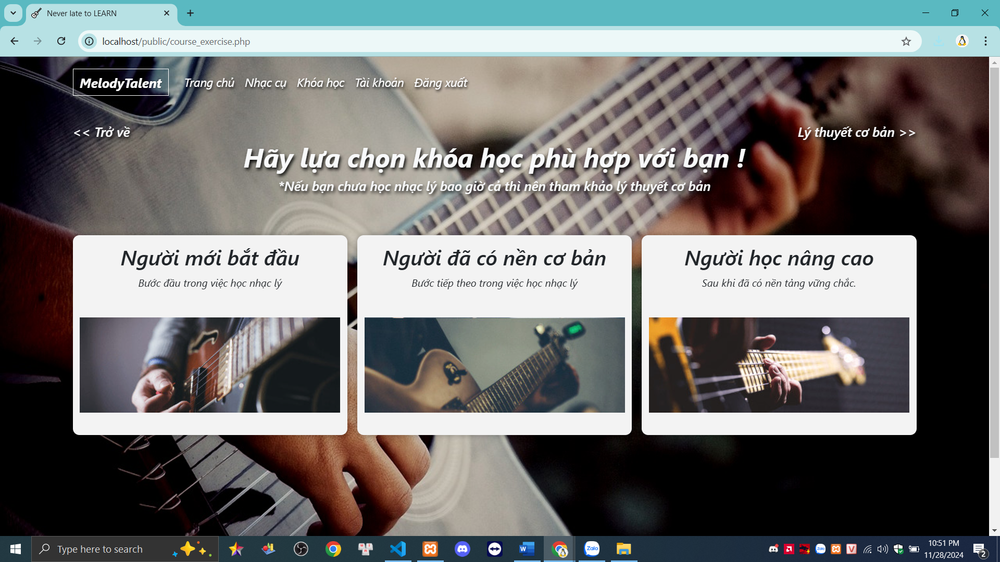 Never late to LEARN
localhost/public/course_exercise.php
MelodyTalent
Trang chủ Nhạc cụ Khóa học Tài khoản Đăng xuất
<< Trở về
Lý thuyết cơ bản >>
Hãy lựa chọn khóa học phù hợp với bạn !
*Nếu bạn chưa học nhạc lý bao giờ cả thì nên tham khảo lý thuyết cơ bản
Người mới bắt đầu
Bước đầu trong việc học nhạc lý
Người đã có nền cơ bản
Bước tiếp theo trong việc học nhạc lý
Người học nâng cao
Sau khi đã có nền tảng vững chắc.
Type here to search
Zalo
10:51 PM
11/28/2024
2